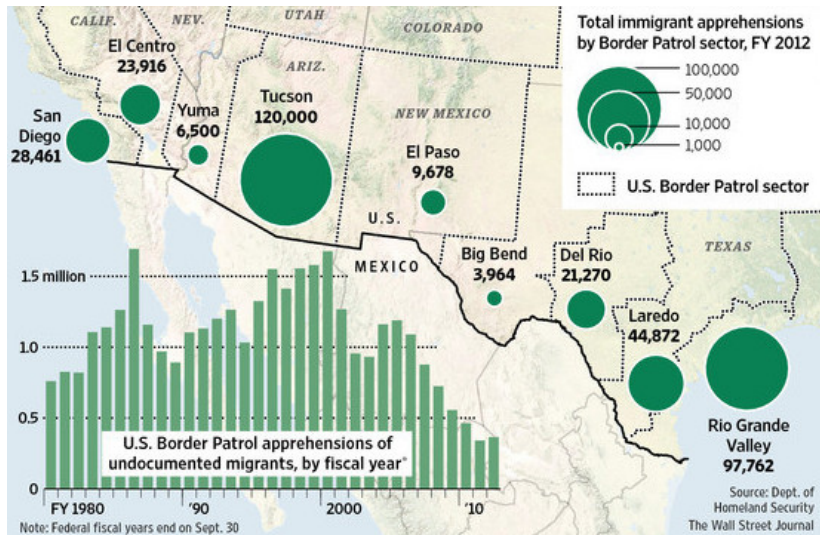 CALIF.
NEV.
UTAH
COLORADO
ARIZ.
NEW MEXICO
TEXAS
U.S.
MEXICO
Total immigrant apprehensions
by Border Patrol sector, FY 2012
100,000
50,000
10,000
1,000
U.S. Border Patrol sector
San
Diego
28,461
El Centro
23,916
Yuma
6,500
Tucson
120,000
El Paso
9,678
Big Bend
3,964
Del Rio
21,270
Laredo
44,872
Rio Grande
Valley
97,762
1.5 million
1.0
0.5
0
U.S. Border Patrol apprehensions of
undocumented migrants, by fiscal year*
FY 1980
'90
2000
'10
Note: Federal fiscal years end on Sept. 30
Source: Dept. of
Homeland Security
The Wall Street Journal